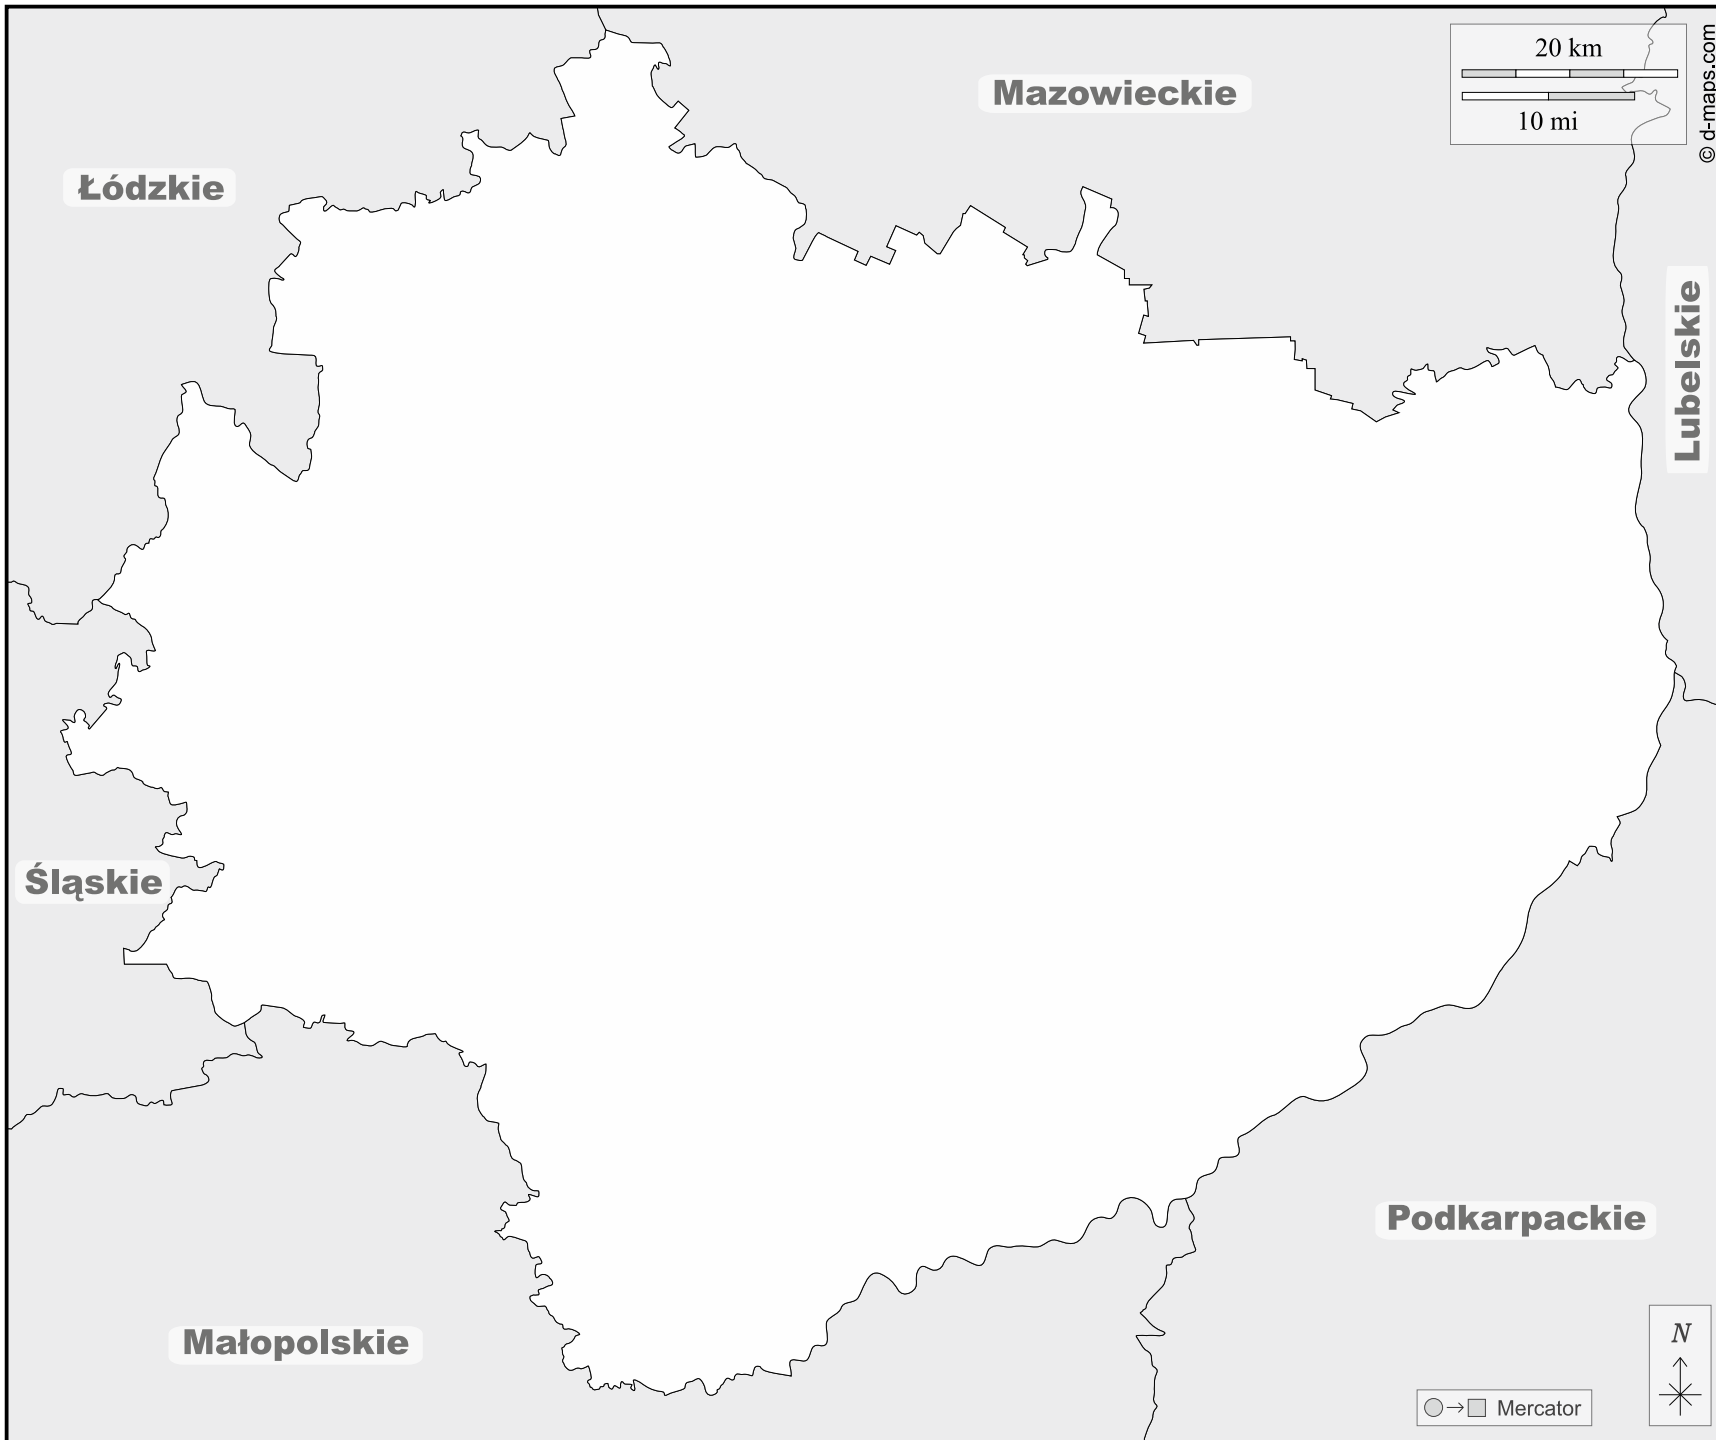 20 km
10 mi
© d-maps.com
Mazowieckie
Łódzkie
Lubelskie
Śląskie
Podkarpackie
Małopolskie
N
Mercator